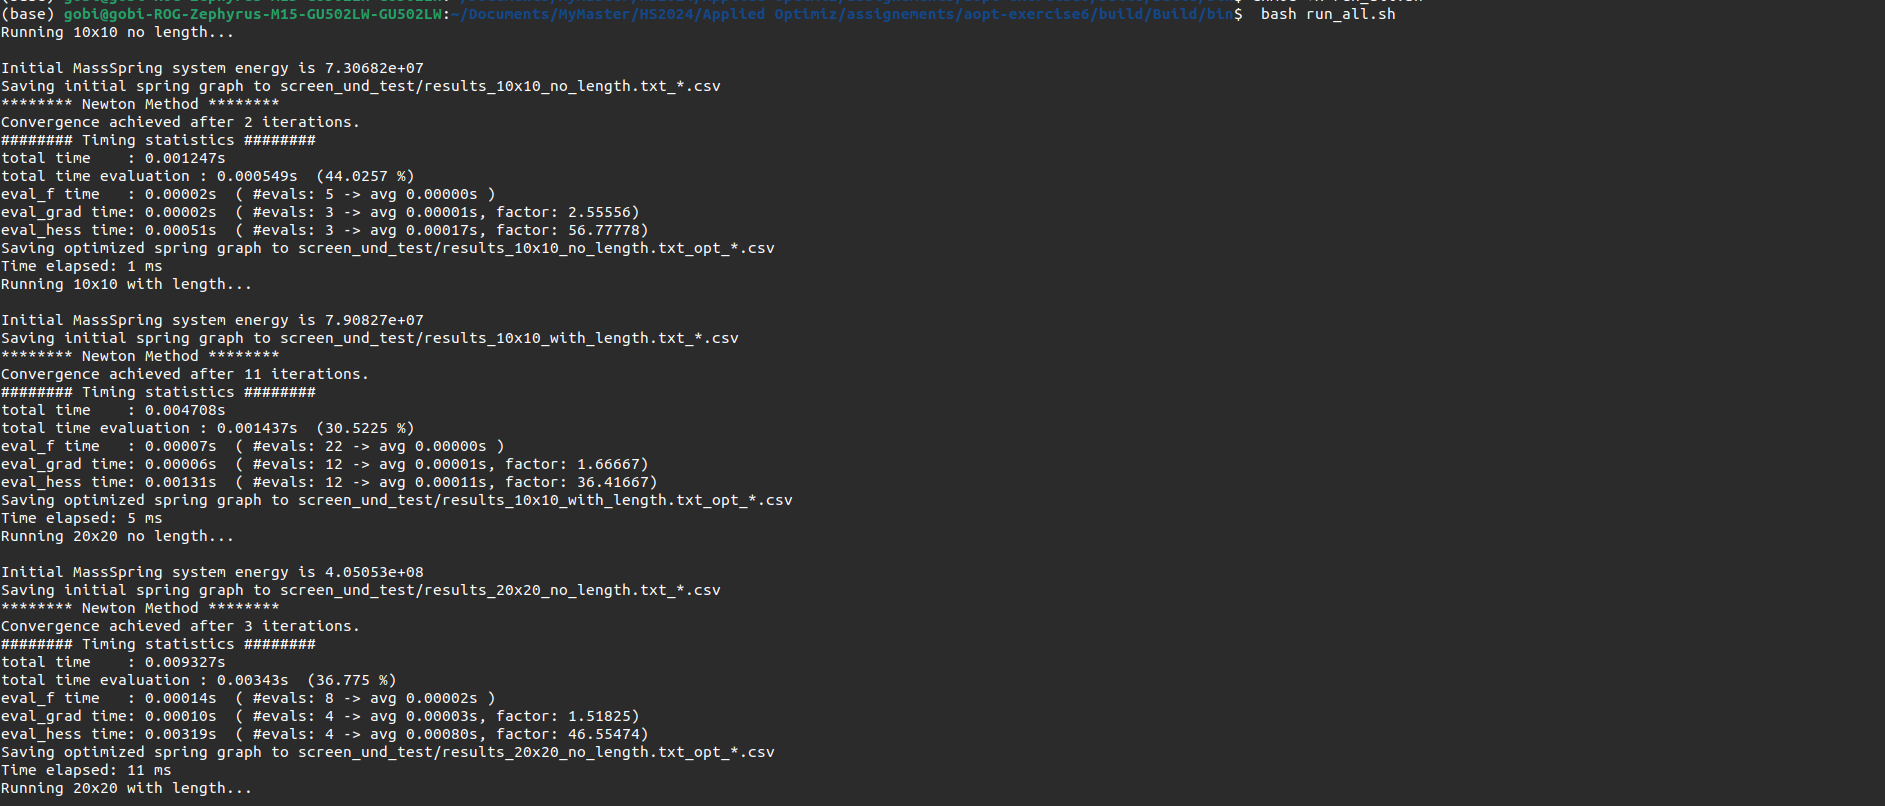 (base) gobi@gobi-ROG-Zephyrus-M15-GU502LW-GU502LW:~/Documents/MyMaster/HS2024/Applied Optimiz/assignements/aopt-exercise6/build/Build/bin$  bash run_all.sh
Running 10x10 no length...
Initial MassSpring system energy is 7.30682e+07
Saving initial spring graph to screen_und_test/results_10x10_no_length.txt_*.csv
******** Newton Method ********
Convergence achieved after 2 iterations.
######## Timing statistics ########
total time    : 0.001247s
total time evaluation : 0.000549s  (44.0257 %)
eval_f time   : 0.00002s  ( #evals: 5 -> avg 0.00000s )
eval_grad time: 0.00002s  ( #evals: 3 -> avg 0.00001s, factor: 2.55556)
eval_hess time: 0.00051s  ( #evals: 3 -> avg 0.00017s, factor: 56.77778)
Saving optimized spring graph to screen_und_test/results_10x10_no_length.txt_opt_*.csv
Time elapsed: 1 ms
Running 10x10 with length...
Initial MassSpring system energy is 7.90827e+07
Saving initial spring graph to screen_und_test/results_10x10_with_length.txt_*.csv
******** Newton Method ********
Convergence achieved after 11 iterations.
######## Timing statistics ########
total time    : 0.004708s
total time evaluation : 0.001437s  (30.5225 %)
eval_f time   : 0.00007s  ( #evals: 22 -> avg 0.00000s )
eval_grad time: 0.00006s  ( #evals: 12 -> avg 0.00001s, factor: 1.66667)
eval_hess time: 0.00131s  ( #evals: 12 -> avg 0.00011s, factor: 36.41667)
Saving optimized spring graph to screen_und_test/results_10x10_with_length.txt_opt_*.csv
Time elapsed: 5 ms
Running 20x20 no length...
Initial MassSpring system energy is 4.05053e+08
Saving initial spring graph to screen_und_test/results_20x20_no_length.txt_*.csv
******** Newton Method ********
Convergence achieved after 3 iterations.
######## Timing statistics ########
total time    : 0.009327s
total time evaluation : 0.00343s  (36.775 %)
eval_f time   : 0.00014s  ( #evals: 8 -> avg 0.00002s )
eval_grad time: 0.00010s  ( #evals: 4 -> avg 0.00003s, factor: 1.51825)
eval_hess time: 0.00319s  ( #evals: 4 -> avg 0.00080s, factor: 46.55474)
Saving optimized spring graph to screen_und_test/results_20x20_no_length.txt_opt_*.csv
Time elapsed: 11 ms
Running 20x20 with length...